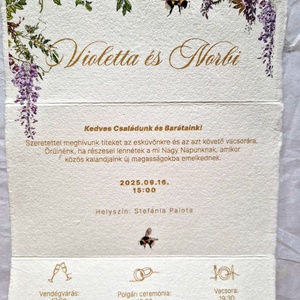 Violetta és Norbi
Kedves Családunk és Barátaink!
Szeretettel meghívunk titeket az esküvőnkre és az azt követő vacsorára.
Örülnénk, ha részesei lennétek a mi Nagy Napunknak, amikor
közös kalandjaink új magasságokba emelkednek.
2025.08.16.
15:00
Helyszín: Stefánia Palota
Vendégvárás:
Polgári ceremónia:
Vacsora:
19:30